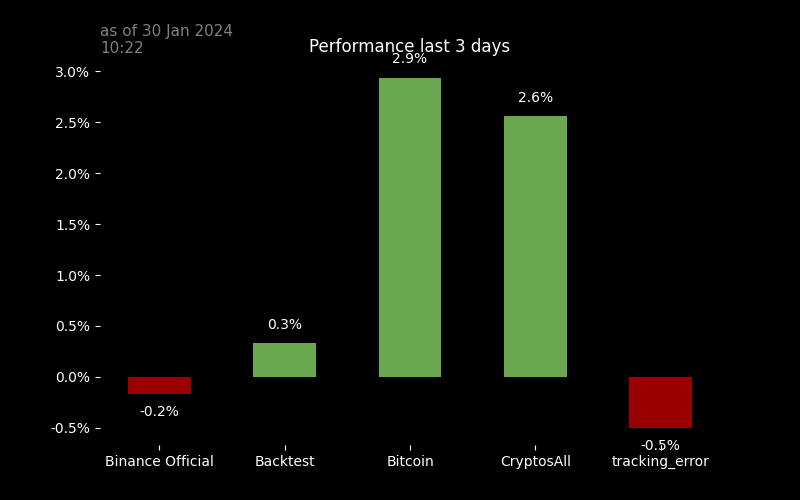 as of 30 Jan 2024
10:22
Performance last 3 days
3.0%
2.5%
2.0%
1.5%
1.0%
0.5%
0.0%
-0.5%
-0.2%
0.3%
2.9%
2.6%
-0.5%
Binance Official
Backtest
Bitcoin
CryptosAll
tracking_error